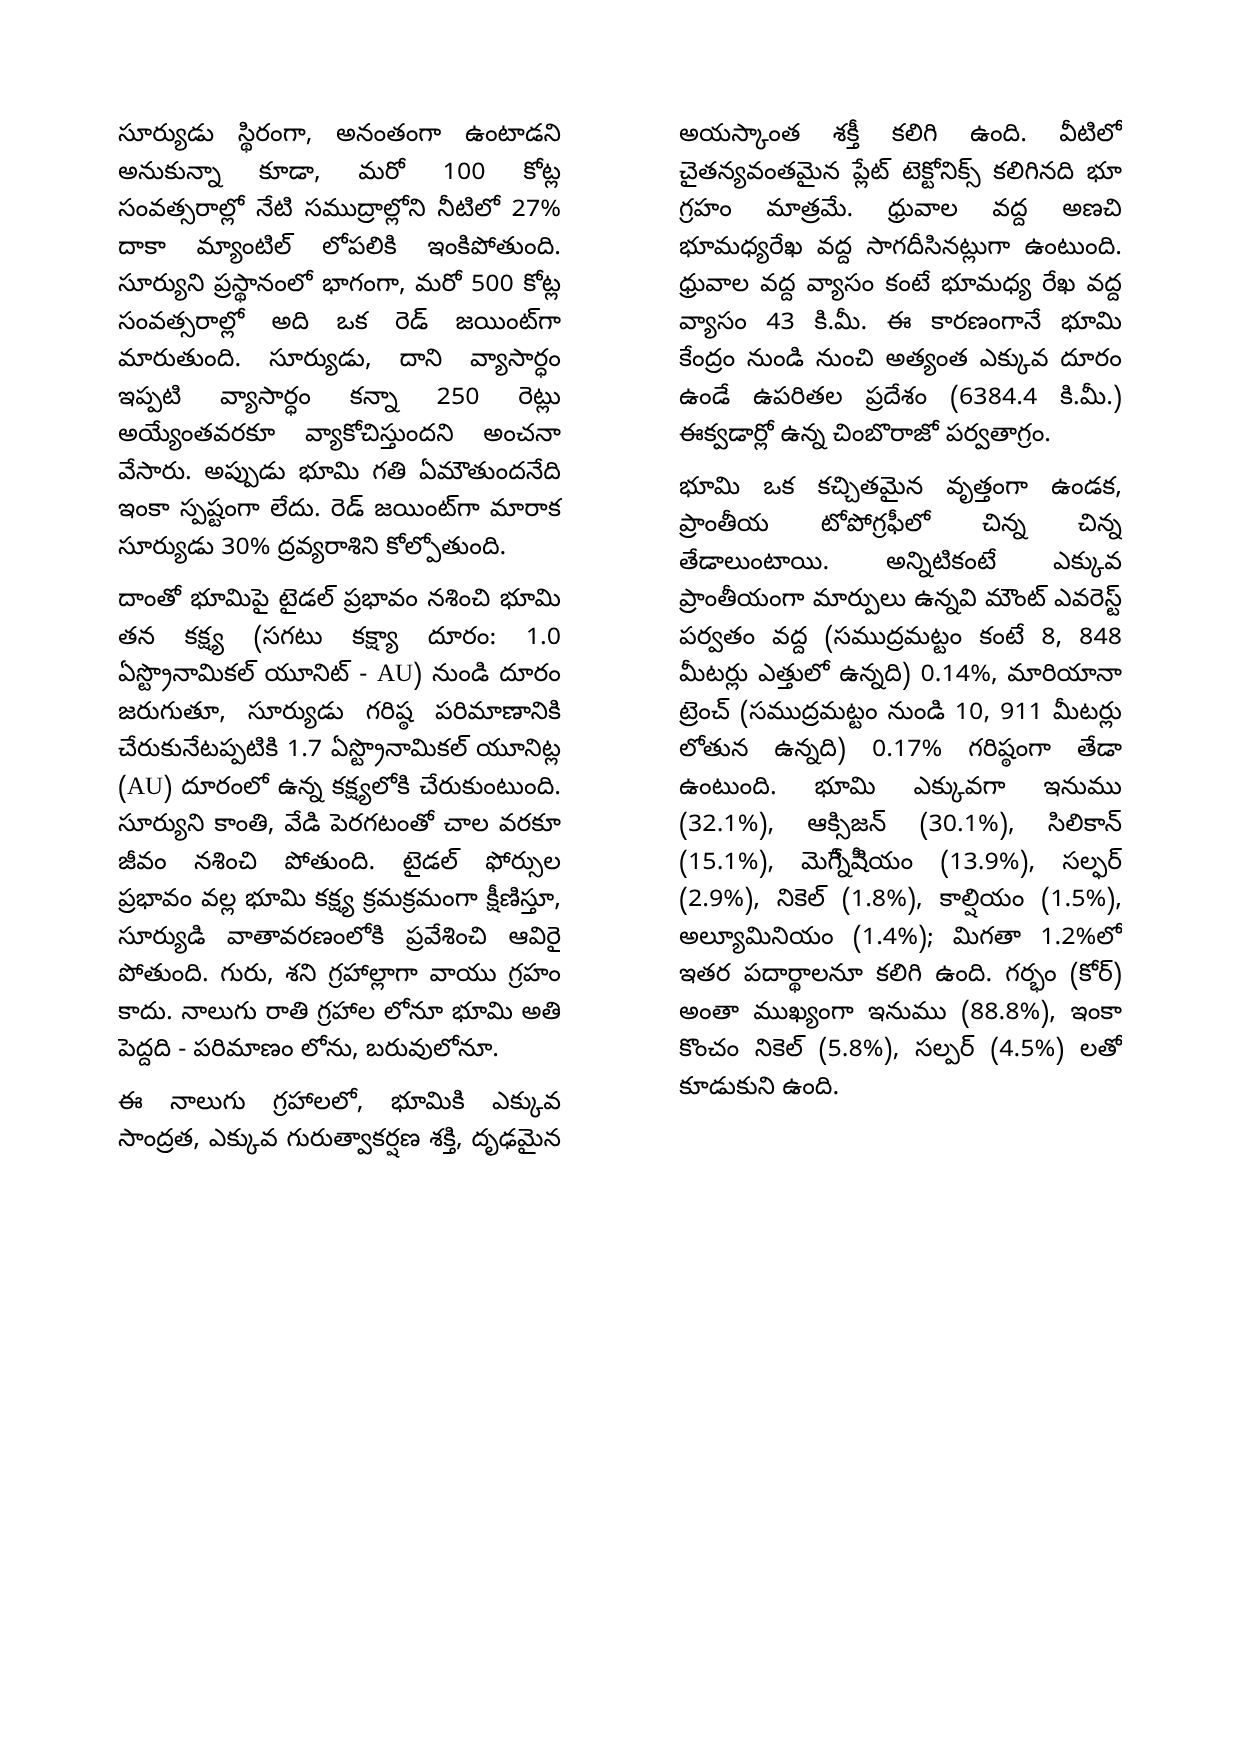 సూర్యుడు స్థిరంగా, అనంతంగా ఉంటాడని
అనుకున్నా కూడా, మరో 100 కోట్ల
సంవత్సరాల్లో నేటి సముద్రాల్లోని నీటిలో 27%
దాకా మ్యాంటిల్ లోపలికి ఇంకిపోతుంది.
సూర్యుని ప్రస్థానంలో భాగంగా, మరో 500 కోట్ల
సంవత్సరాల్లో అది ఒక రెడ్ జయింట్‌గా
మారుతుంది. సూర్యుడు, దాని వ్యాసార్ధం
ఇప్పటి వ్యాసార్ధం కన్నా 250 రెట్లు
అయ్యేంతవరకూ వ్యాకోచిస్తుందని అంచనా
వేసారు. అప్పుడు భూమి గతి ఏమౌతుందనేది
ఇంకా స్పష్టంగా లేదు. రెడ్ జయింట్‌గా మారాక
సూర్యుడు 30% ద్రవ్యరాశిని కోల్పోతుంది.
దాంతో భూమిపై టైడల్ ప్రభావం నశించి భూమి
తన కక్ష్య (సగటు కక్ష్యా దూరం: 1.0
ఏస్ట్రొనామికల్ యూనిట్ - AU) నుండి దూరం
జరుగుతూ, సూర్యుడు గరిష్ఠ పరిమాణానికి
చేరుకునేటప్పటికి 1.7 ఏస్ట్రొనామికల్ యూనిట్ల
(AU) దూరంలో ఉన్న కక్ష్యలోకి చేరుకుంటుంది.
సూర్యుని కాంతి, వేడి పెరగటంతో చాల వరకూ
జీవం నశించి పోతుంది. టైడల్ ఫోర్సుల
ప్రభావం వల్ల భూమి కక్ష్య క్రమక్రమంగా క్షీణిస్తూ,
సూర్యుడి వాతావరణంలోకి ప్రవేశించి ఆవిరై
పోతుంది. గురు, శని గ్రహాల్లాగా వాయు గ్రహం
కాదు. నాలుగు రాతి గ్రహాల లోనూ భూమి అతి
పెద్దది - పరిమాణం లోను, బరువులోనూ.
ఈ నాలుగు గ్రహాలలో, భూమికి ఎక్కువ
సాంద్రత, ఎక్కువ గురుత్వాకర్షణ శక్తి, దృఢమైన
అయస్కాంత శక్తీ కలిగి ఉంది. వీటిలో
చైతన్యవంతమైన ప్లేట్ టెక్టోనిక్స్ కలిగినది భూ
గ్రహం మాత్రమే. ధ్రువాల వద్ద అణచి
భూమధ్యరేఖ వద్ద సాగదీసినట్లుగా ఉంటుంది.
ధ్రువాల వద్ద వ్యాసం కంటే భూమధ్య రేఖ వద్ద
వ్యాసం 43 కి.మీ. ఈ కారణంగానే భూమి
కేంద్రం నుండి నుంచి అత్యంత ఎక్కువ దూరం
ఉండే ఉపరితల ప్రదేశం (6384.4 కి.మీ.)
ఈక్వడార్లో ఉన్న చింబొరాజో పర్వతాగ్రం.
భూమి ఒక కచ్చితమైన వృత్తంగా ఉండక,
ప్రాంతీయ టోపోగ్రఫీలో చిన్న చిన్న
తేడాలుంటాయి. అన్నిటికంటే ఎక్కువ
ప్రాంతీయంగా మార్పులు ఉన్నవి మౌంట్ ఎవరెస్ట్
పర్వతం వద్ద (సముద్రమట్టం కంటే 8, 848
మీటర్లు ఎత్తులో ఉన్నది) 0.14%, మారియానా
ట్రెంచ్ (సముద్రమట్టం నుండి 10, 911 మీటర్లు
లోతున ఉన్నది) 0.17% గరిష్ఠంగా తేడా
ఉంటుంది. భూమి ఎక్కువగా ఇనుము
(32.1%), ఆక్సిజన్ (30.1%), సిలికాన్
(15.1%), (13.9%), సల్ఫర్
(2.9%), నికెల్ (1.8%), కాల్షియం (1.5%),
అల్యూమినియం (1.4%); మిగతా 1.2%లో
ఇతర పదార్థాలనూ కలిగి ఉంది. గర్భం (కోర్)
అంతా ముఖ్యంగా ఇనుము (88.8%), ఇంకా
కొంచం నికెల్ (5.8%), సల్పర్ (4.5%) లతో
కూడుకుని ఉంది.